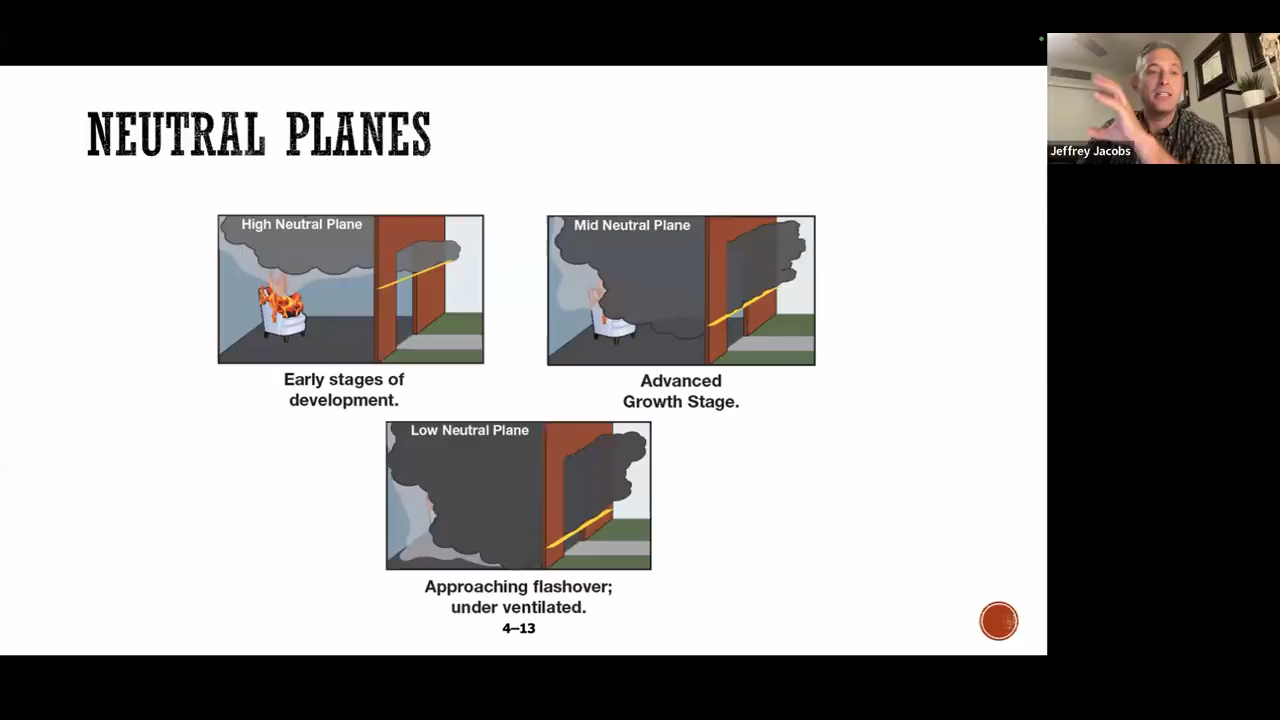 NEUTRAL PLANES
Jeffrey Jacobs
High Neutral Plane
Mid Neutral Plane
Early stages of
development.
Advanced
Growth Stage.
Low Neutral Plane
Approaching flashover;
under ventilated.
4–13